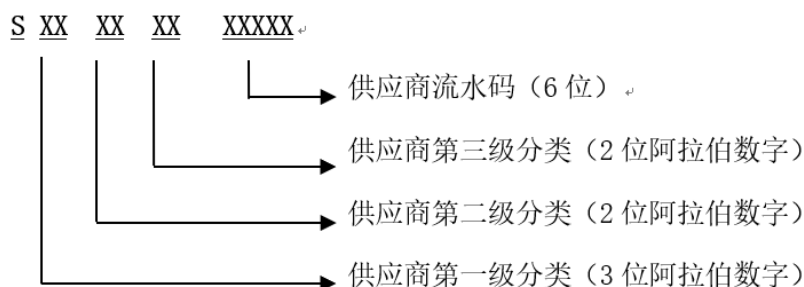 S XX XX XX XXXXX
供应商流水码（6 位）
供应商第三级分类（2 位阿拉伯数字）
供应商第二级分类（2 位阿拉伯数字）
供应商第一级分类（3 位阿拉伯数字）